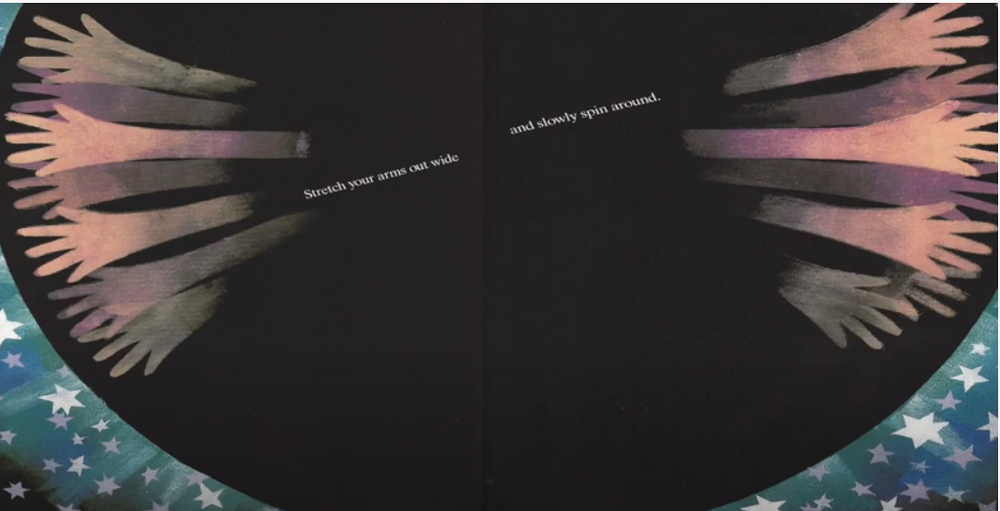 Stretch your arms out wide
and slowly spin around.